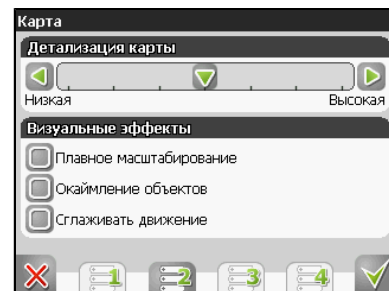 Карта
Детализация карты
Низкая Высокая
Визуальные эффекты
Плавное масштабирование
Окаймление объектов
Сглаживать движение
1 2 3 4